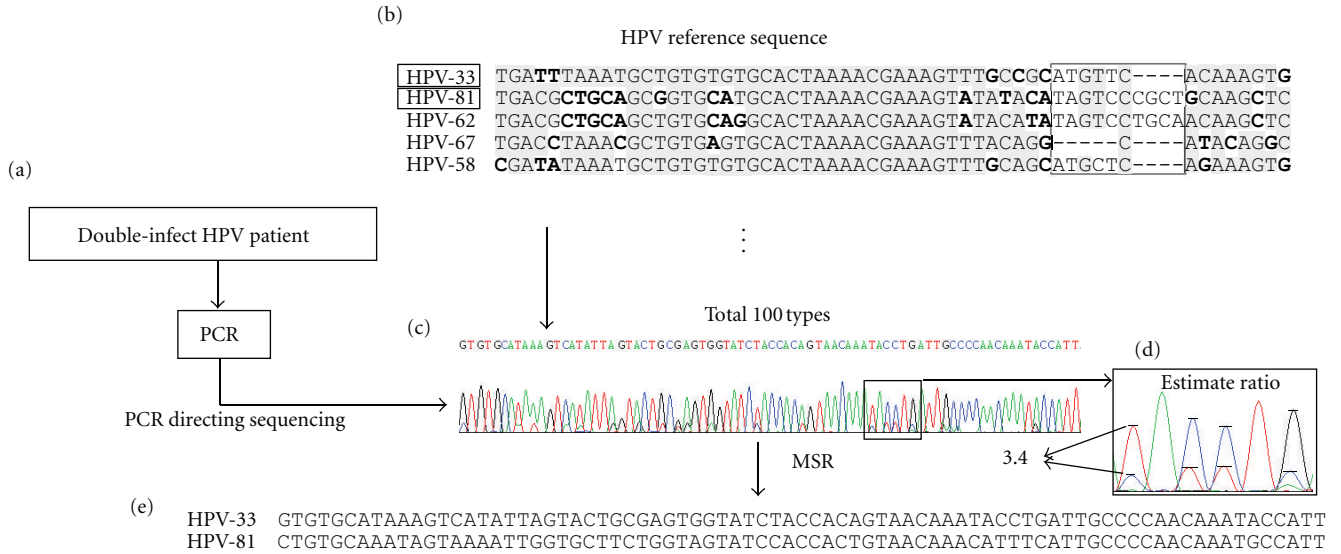 (b)
HPV reference sequence
HPV-33 TGATTTAAATGCTGTGTGTGCACTAAAACGAAAGTTTGCCGCATGTTC----ACAAAGTG
HPV-81 TGACGCTGCAGCGGTGCATGCACTAAAACGAAAGTATATACATAGTCCCGCTGCAAGCTC
HPV-62 TGACGCTGCAGCTGTGCAGGCACTAAAACGAAAGTATACATATAGTCCTGCAACAAGCTC
HPV-67 TGACCTAAACGCTGTGAGTGCACTAAAACGAAAGTTTACAGG-----C----ATACAGGC
HPV-58 CGATATAAATGCTGTGTGTGCACTAAAACGAAAGTTTGCAGCATGCTC----AGAAAGTG
(a)
Double-infect HPV patient
PCR
PCR directing sequencing
(c)
Total 100 types
GTGTGCATAAAGTCATATTAGTACTGCGAGTGGTATCTACCACAGTAACAAATACCTGATTGCCCCAACAAATACCATT
(d)
Estimate ratio
3.4
MSR
(e)
HPV-33 GTGTGCATAAAGTCATATTAGTACTGCGAGTGGTATCTACCACAGTAACAAATACCTGATTGCCCCAACAAATACCATT
HPV-81 CTGTGCAAATAGTAAAATTGGTGCTTCTGGTAGTATCCACCACTGTAACAAACATTTCATTGCCCCAACAAATGCCATT